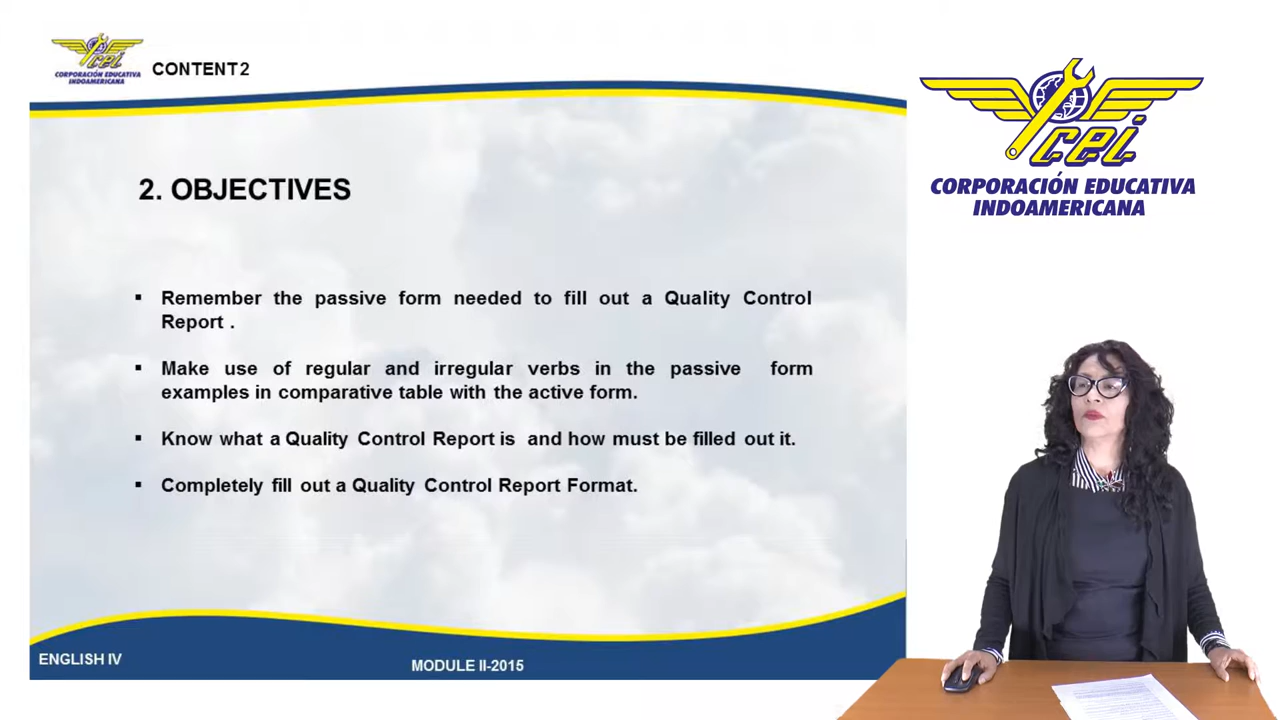 cei
CORPORACIÓN EDUCATIVA
INDOAMERICANA
CONTENT 2
2. OBJECTIVES
▪ Remember the passive form needed to fill out a Quality Control
Report .
▪ Make use of regular and irregular verbs in the passive form
examples in comparative table with the active form.
▪ Know what a Quality Control Report is and how must be filled out it.
▪ Completely fill out a Quality Control Report Format.
ENGLISH IV
MODULE II-2015
cei
CORPORACIÓN EDUCATIVA
INDOAMERICANA